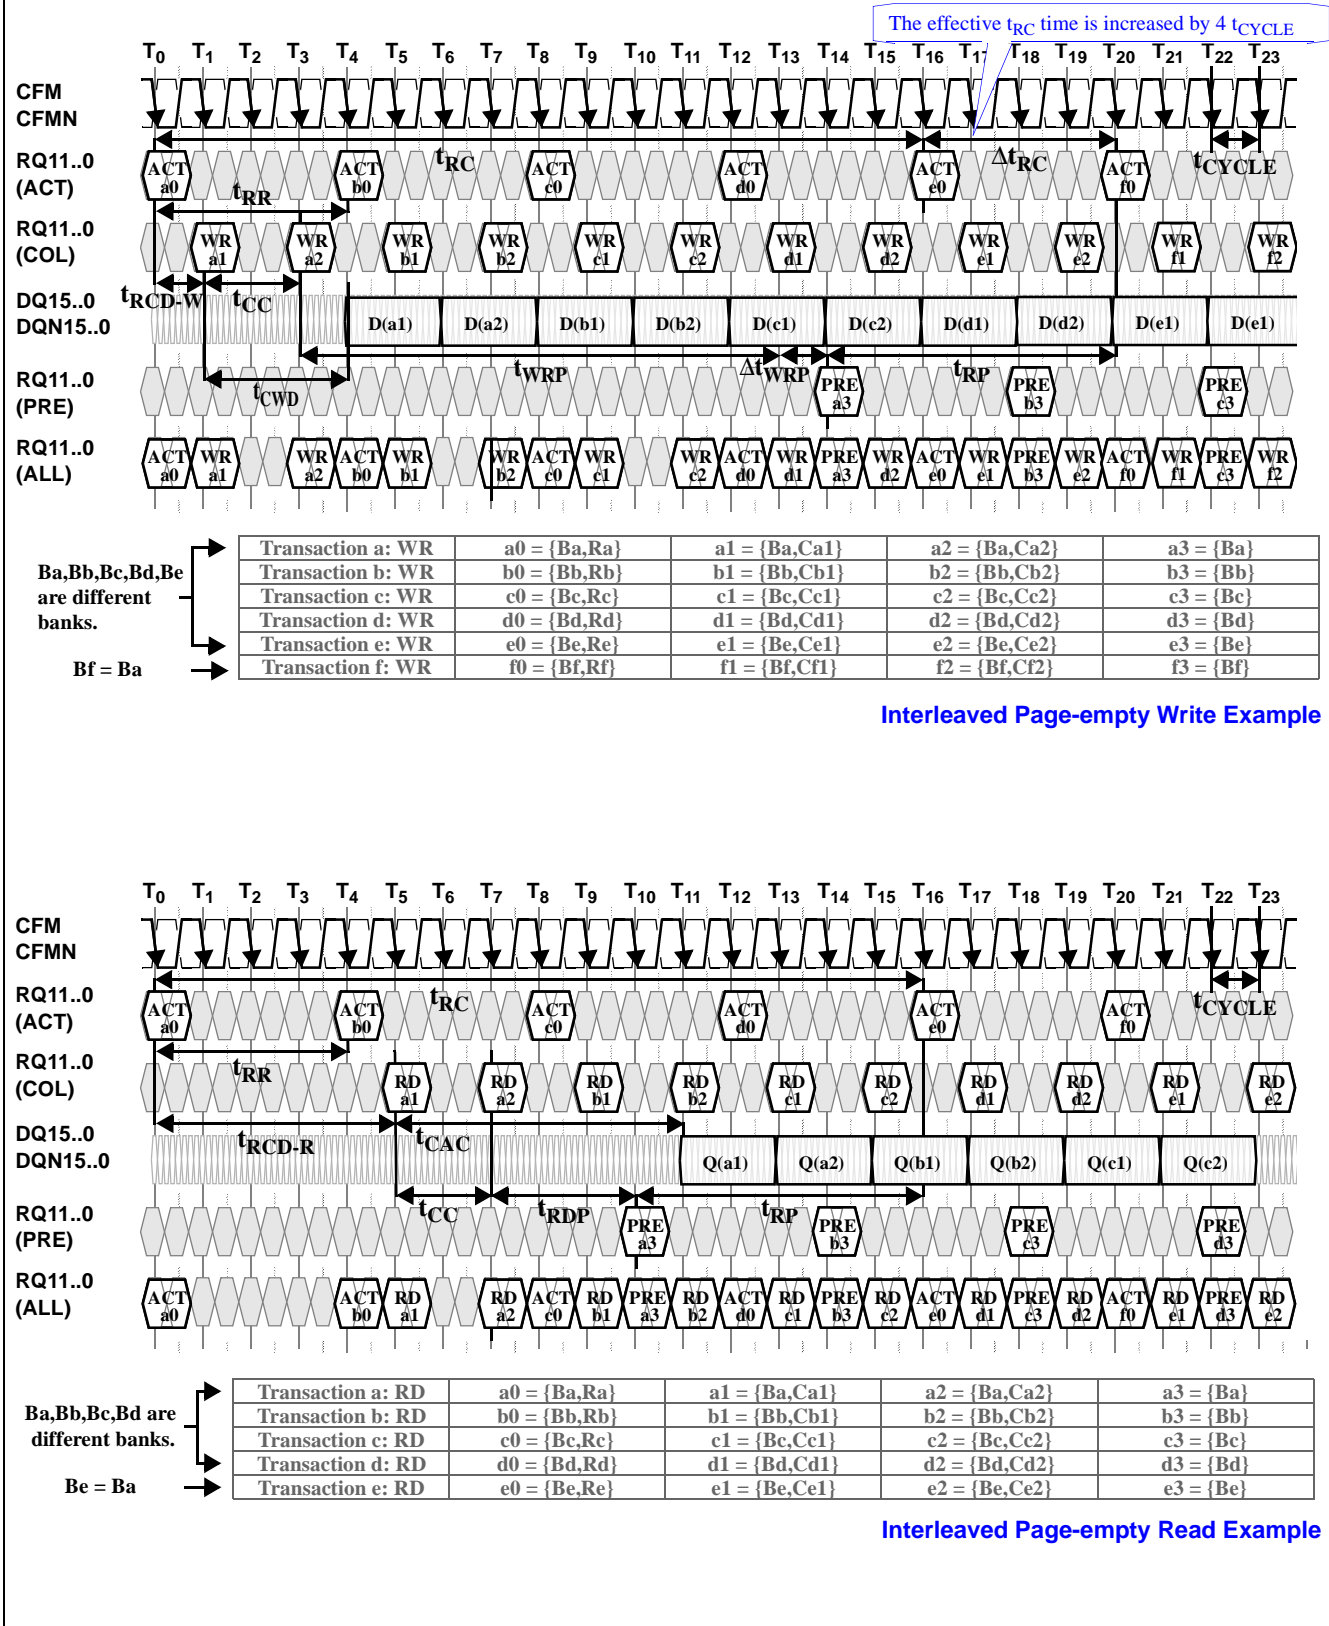 The effective tRC time is increased by 4 tCYCLE
T0 T1 T2 T3 T4 T5 T6 T7 T8 T9 T10 T11 T12 T13 T14 T15 T16 T17 T18 T19 T20 T21 T22 T23
CFM
CFMN
tRC ΔtRC tCYCLE
RQ11..0
(ACT)
ACT a0 ACT b0 ACT c0 ACT d0 ACT e0 ACT f0
tRR
RQ11..0
(COL)
WR a1 WR a2 WR b1 WR b2 WR c1 WR c2 WR d1 WR d2 WR e1 WR e2 WR f1 WR f2
tRCD-W tCC
DQ15..0
DQN15..0
D(a1) D(a2) D(b1) D(b2) D(c1) D(c2) D(d1) D(d2) D(e1) D(e1)
tCWD tWRP ΔtWRP tRP
RQ11..0
(PRE)
PRE a3 PRE b3 PRE c3
RQ11..0
(ALL)
ACT a0 WR a1 WR a2 ACT b0 WR b1 WR b2 ACT c0 WR c1 WR c2 ACT d0 WR d1 PRE a3 WR d2 ACT e0 WR e1 PRE b3 WR e2 ACT f0 WR f1 PRE c3 WR f2
Ba,Bb,Bc,Bd,Be
are different
banks.
Bf = Ba
Transaction a: WR a0 = {Ba,Ra} a1 = {Ba,Ca1} a2 = {Ba,Ca2} a3 = {Ba}
Transaction b: WR b0 = {Bb,Rb} b1 = {Bb,Cb1} b2 = {Bb,Cb2} b3 = {Bb}
Transaction c: WR c0 = {Bc,Rc} c1 = {Bc,Cc1} c2 = {Bc,Cc2} c3 = {Bc}
Transaction d: WR d0 = {Bd,Rd} d1 = {Bd,Cd1} d2 = {Bd,Cd2} d3 = {Bd}
Transaction e: WR e0 = {Be,Re} e1 = {Be,Ce1} e2 = {Be,Ce2} e3 = {Be}
Transaction f: WR f0 = {Bf,Rf} f1 = {Bf,Cf1} f2 = {Bf,Cf2} f3 = {Bf}
Interleaved Page-empty Write Example
T0 T1 T2 T3 T4 T5 T6 T7 T8 T9 T10 T11 T12 T13 T14 T15 T16 T17 T18 T19 T20 T21 T22 T23
CFM
CFMN
tRC tCYCLE
RQ11..0
(ACT)
ACT a0 ACT b0 ACT c0 ACT d0 ACT e0 ACT f0
tRR
RQ11..0
(COL)
RD a1 RD a2 RD b1 RD b2 RD c1 RD c2 RD d1 RD d2 RD e1 RD e2
tRCD-R tCAC
DQ15..0
DQN15..0
Q(a1) Q(a2) Q(b1) Q(b2) Q(c1) Q(c2)
tCC tRDP tRP
RQ11..0
(PRE)
PRE a3 PRE b3 PRE c3 PRE d3
RQ11..0
(ALL)
ACT a0 ACT b0 RD a1 RD a2 ACT c0 RD b1 PRE a3 RD b2 ACT d0 RD c1 PRE b3 RD c2 ACT e0 RD d1 PRE c3 RD d2 ACT f0 RD e1 PRE d3 RD e2
Ba,Bb,Bc,Bd are
different banks.
Be = Ba
Transaction a: RD a0 = {Ba,Ra} a1 = {Ba,Ca1} a2 = {Ba,Ca2} a3 = {Ba}
Transaction b: RD b0 = {Bb,Rb} b1 = {Bb,Cb1} b2 = {Bb,Cb2} b3 = {Bb}
Transaction c: RD c0 = {Bc,Rc} c1 = {Bc,Cc1} c2 = {Bc,Cc2} c3 = {Bc}
Transaction d: RD d0 = {Bd,Rd} d1 = {Bd,Cd1} d2 = {Bd,Cd2} d3 = {Bd}
Transaction e: RD e0 = {Be,Re} e1 = {Be,Ce1} e2 = {Be,Ce2} e3 = {Be}
Interleaved Page-empty Read Example